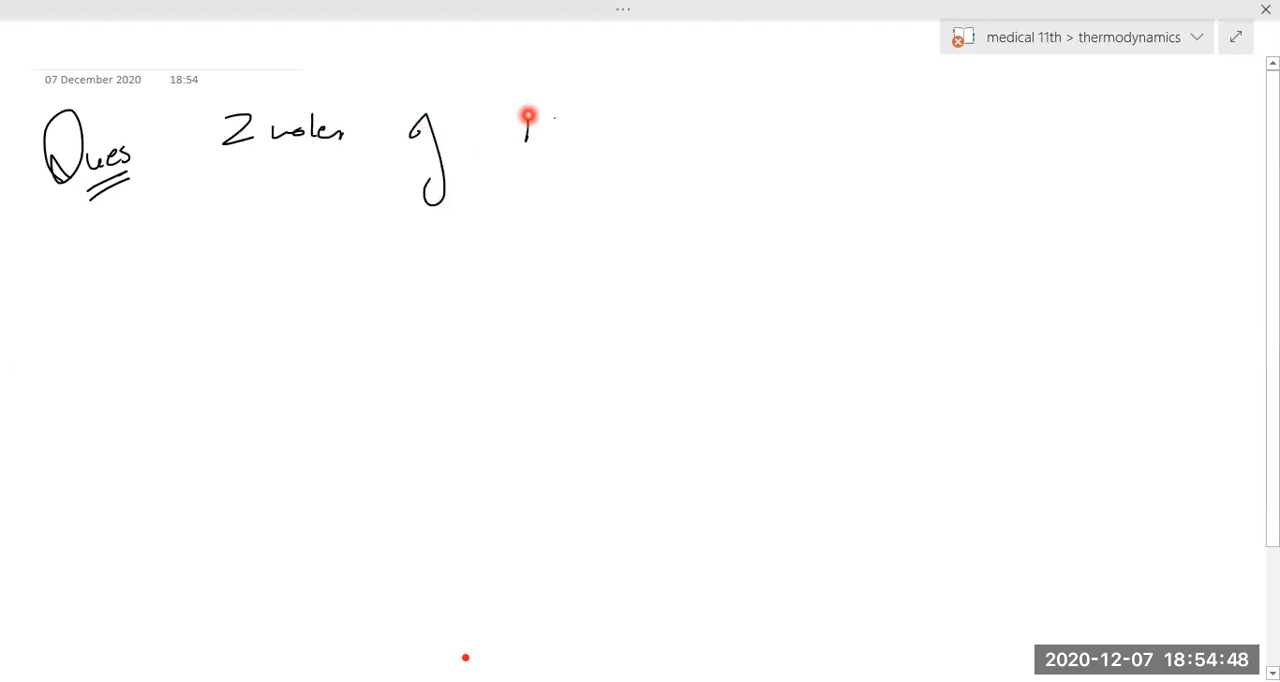 medical 11th > thermodynamics
07 December 2020 18:54
Ques 2 moles of
2020-12-07 18:54:48